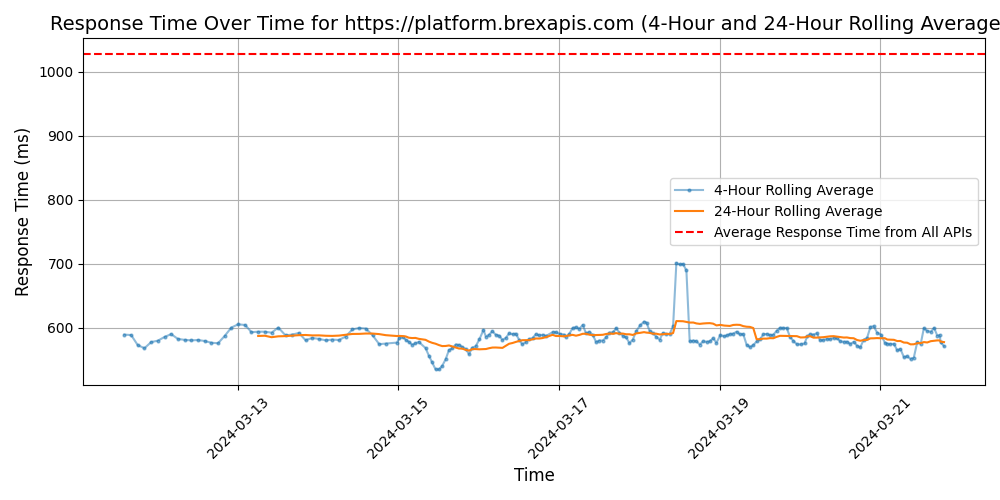 Response Time Over Time for https://platform.brexapis.com (4-Hour and 24-Hour Rolling Average
Response Time (ms)
1000
900
800
700
600
4-Hour Rolling Average
24-Hour Rolling Average
Average Response Time from All APIs
2024-03-13
2024-03-15
2024-03-17
2024-03-19
2024-03-21
Time